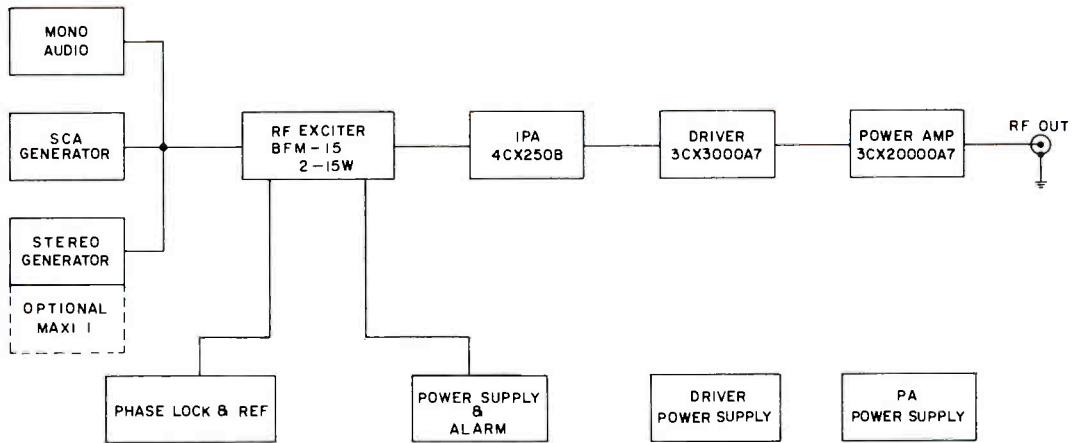 MONO
AUDIO
SCA
GENERATOR
STEREO
GENERATOR
OPTIONAL
MAXI I
RF EXCITER
BFM-15
2-15W
IPA
4CX250B
DRIVER
3CX3000A7
POWER AMP
3CX20000A7
RF OUT
PHASE LOCK & REF
POWER SUPPLY
&
ALARM
DRIVER
POWER SUPPLY
PA
POWER SUPPLY